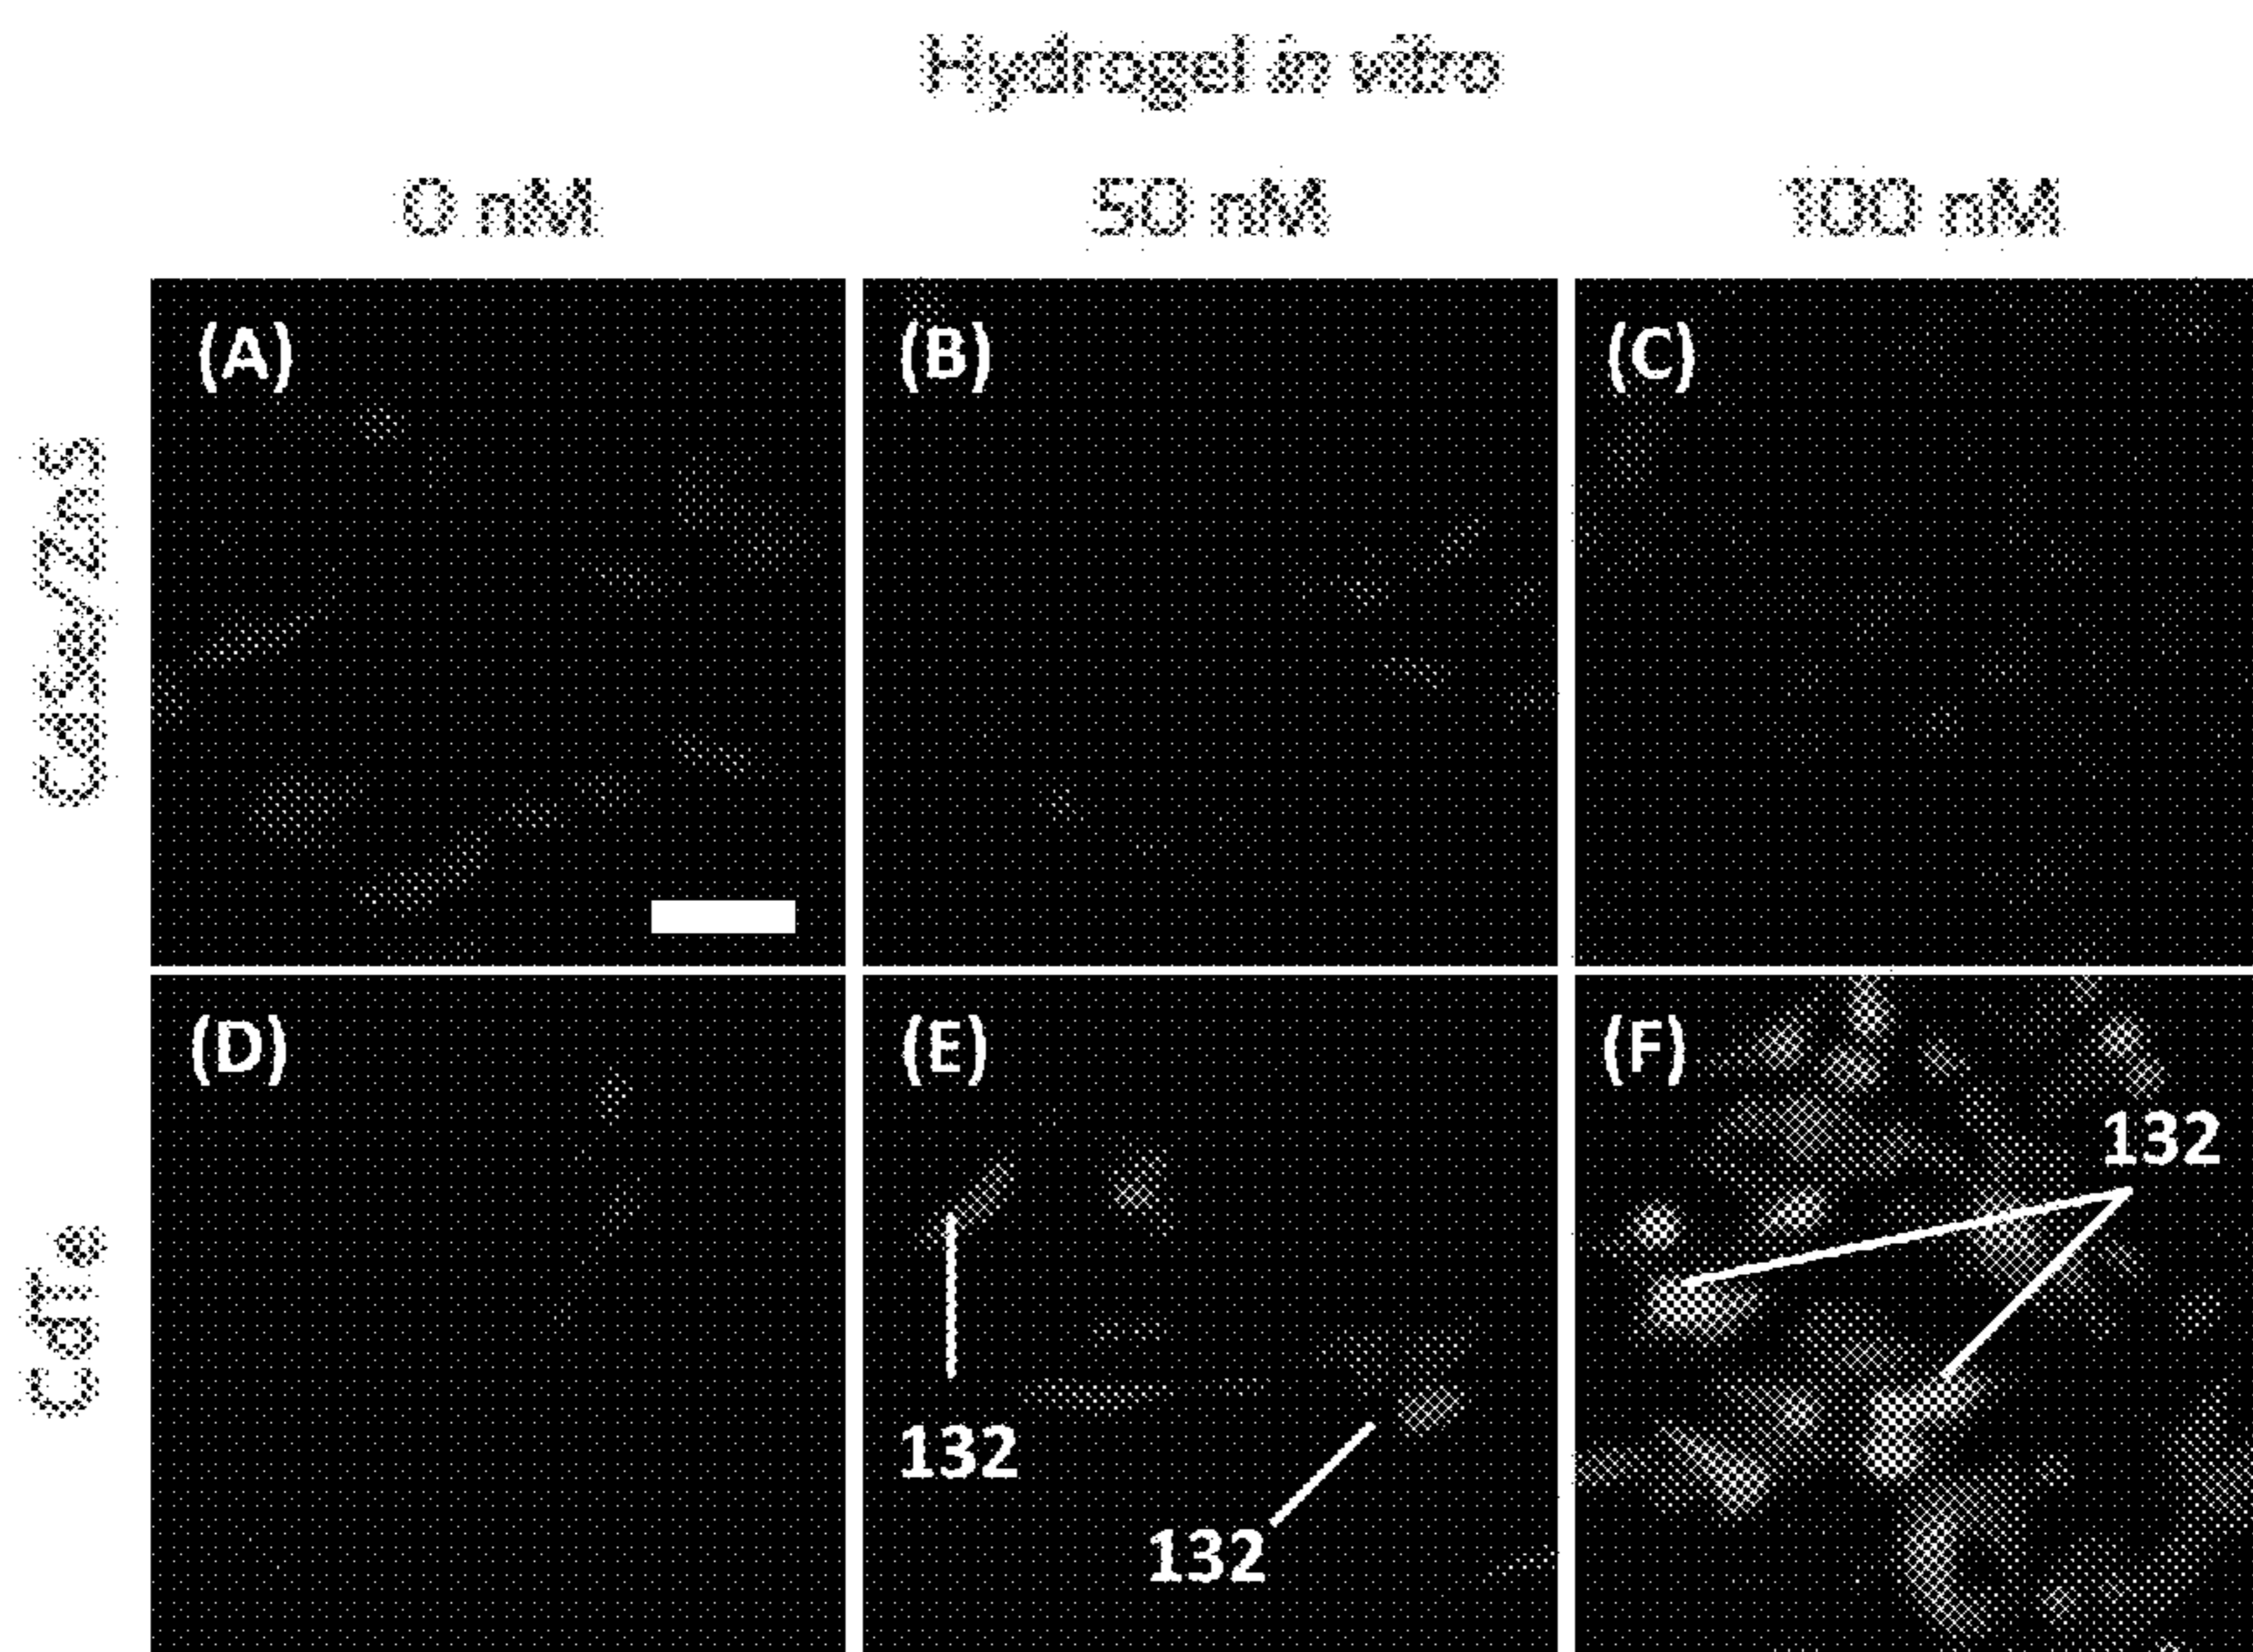 Hydrogel in vitro
0 nM 50 nM 100 nM
CdSe/ZnS
(A) (B) (C)
CdTe
(D) (E) (F)
132
132
132